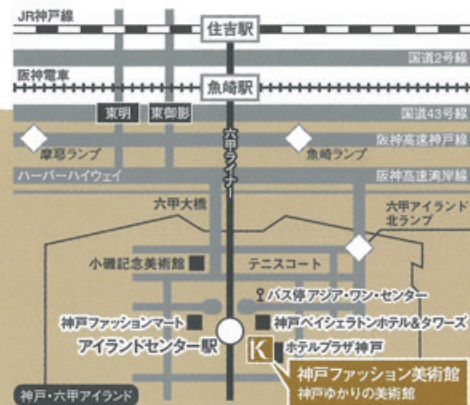 JR神戸線
住吉駅
国道2号線
阪神電車
魚崎駅
東明
東御影
国道43号線
六甲ライナー
摩耶ランプ
魚崎ランプ
阪神高速神戸線
ハーバーハイウェイ
阪神高速湾岸線
六甲大橋
六甲アイランド
北ランプ
小磯記念美術館
テニスコート
バス停 アジア・ワン・センター
神戸ファッションマート
神戸ベイシェラトンホテル&タワーズ
アイランドセンター駅
K
ホテルプラザ神戸
神戸ファッション美術館
神戸ゆかりの美術館
神戸・六甲アイランド